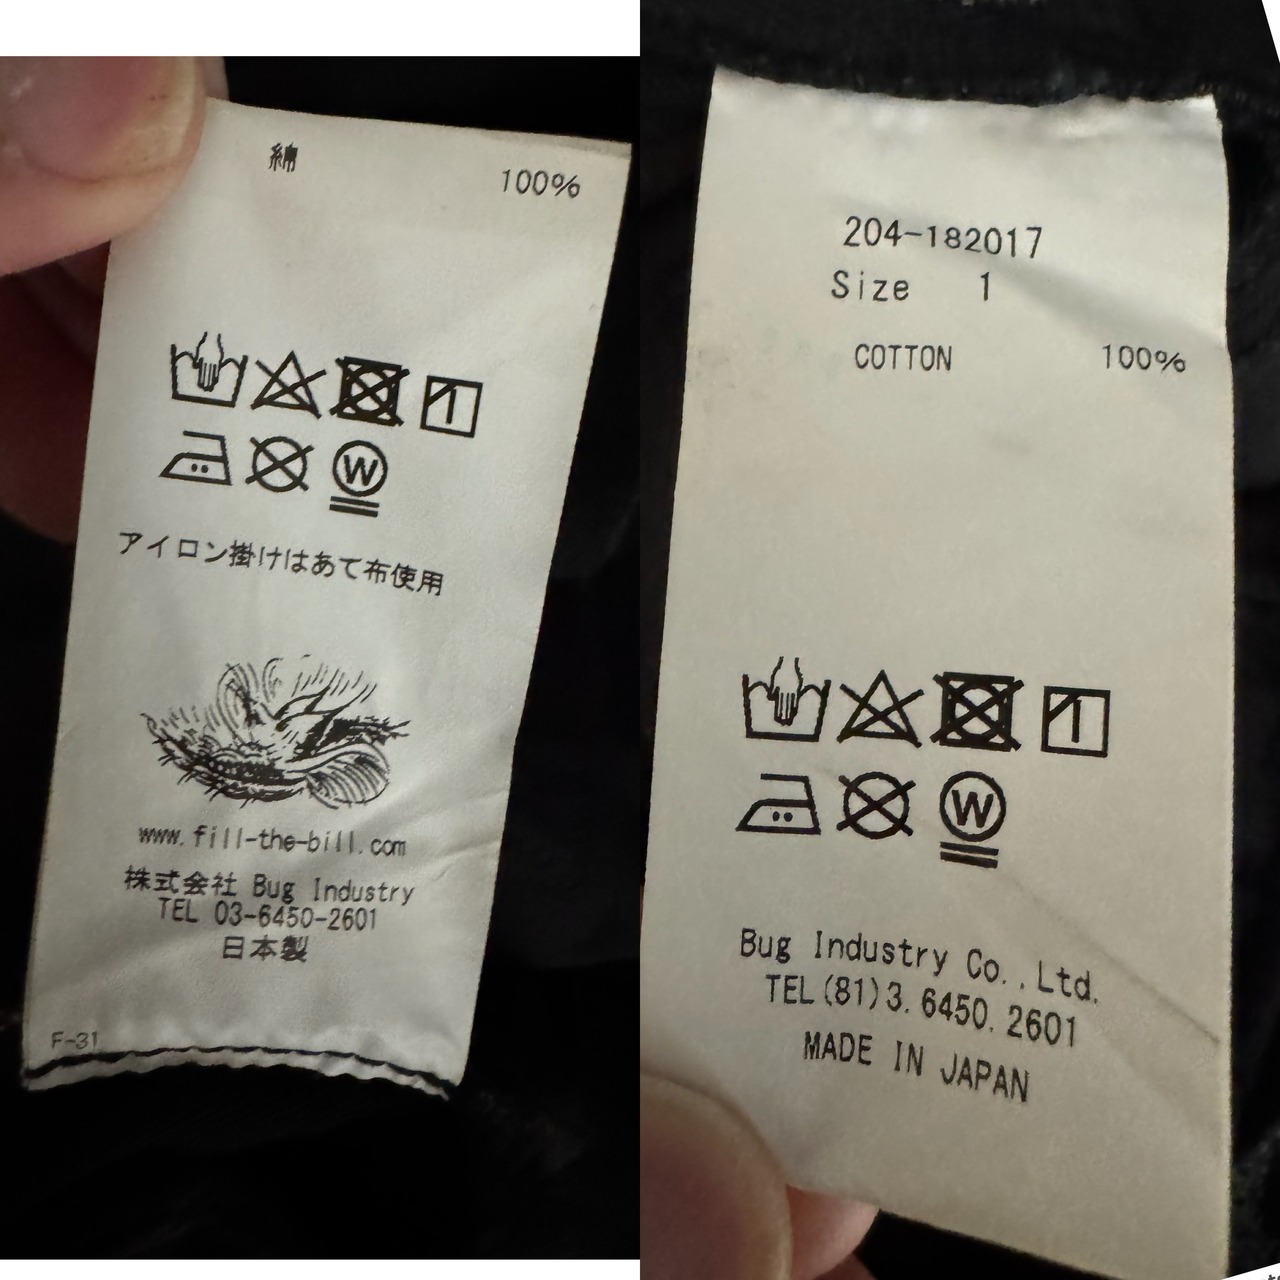 綿 100%
アイロン掛けはあて布使用
www.fill-the-bill.com
株式会社 Bug Industry
TEL 03-6450-2601
日本製
F-31
204-182017
Size 1
COTTON 100%
W
Bug Industry Co.,Ltd.
TEL(81)3.6450.2601
MADE IN JAPAN